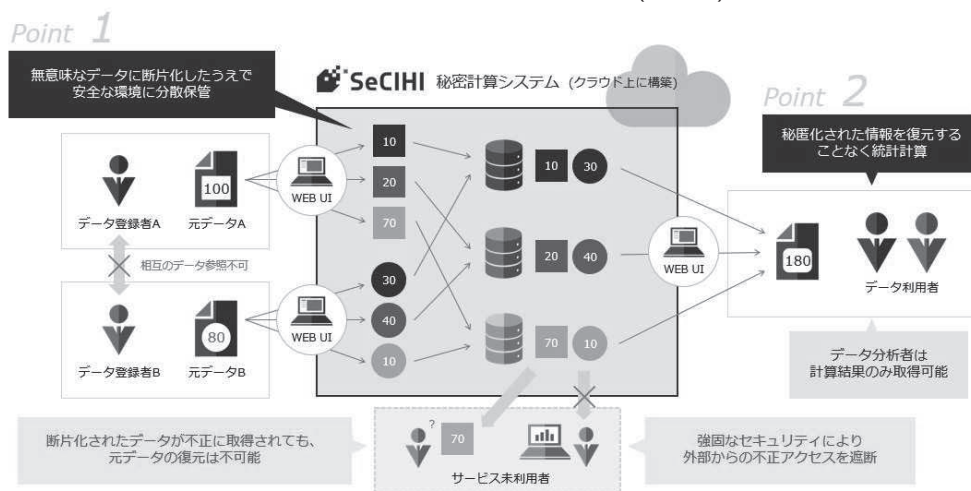 Point 1
無意味なデータに断片化したうえで
安全な環境に分散保管
SeCIHI 秘密計算システム (クラウド上に構築)
Point 2
秘匿化された情報を復元する
ことなく統計計算
100
データ登録者A
元データA
WEB UI
10
20
70
10
30
相互のデータ参照不可
20
40
WEB UI
180
データ利用者
80
データ登録者B
元データB
WEB UI
30
40
10
70
10
データ分析者は
計算結果のみ取得可能
断片化されたデータが不正に取得されても、
元データの復元は不可能
?
70
サービス未利用者
強固なセキュリティにより
外部からの不正アクセスを遮断